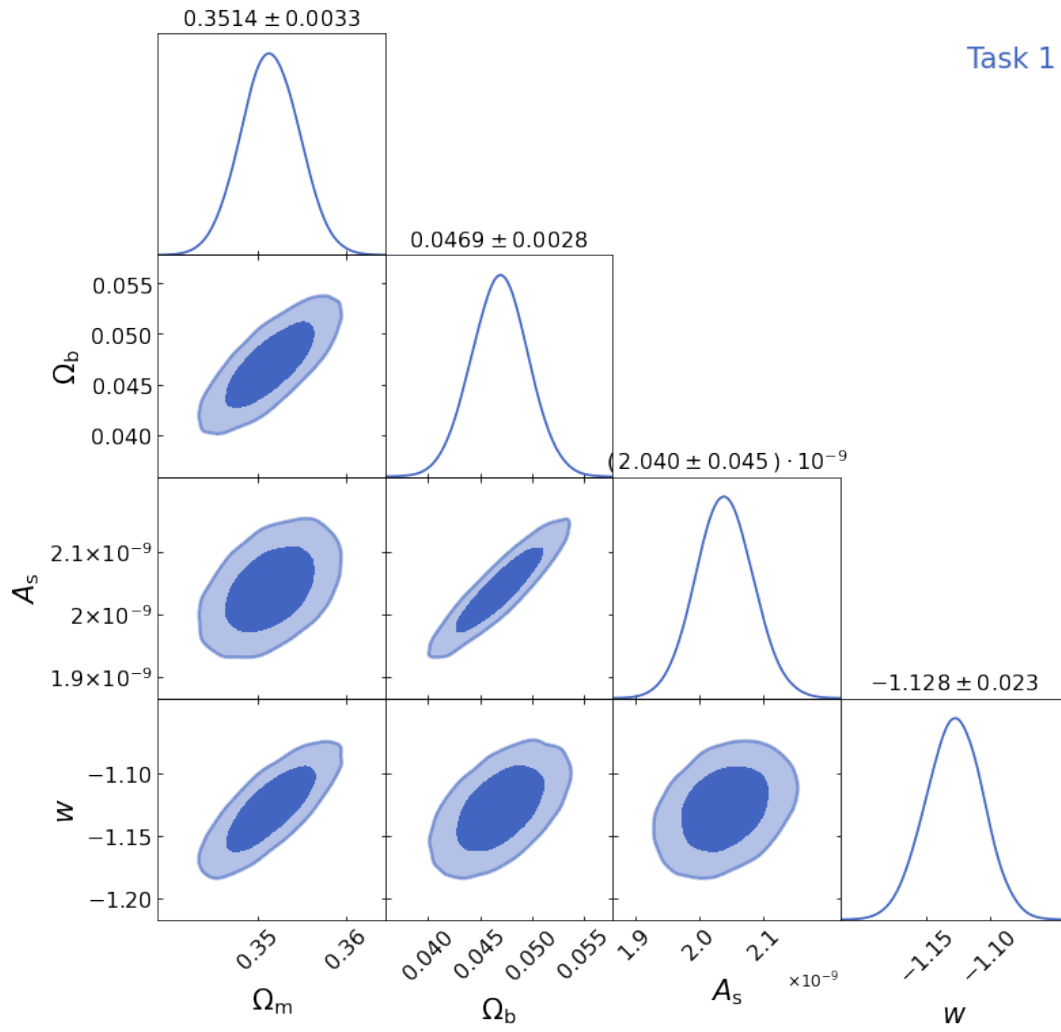 0.3514 ± 0.0033
Task 1
0.0469 ± 0.0028
0.055
0.050
0.045
0.040
Ω_b
(2.040 ± 0.045) · 10⁻⁹
2.1×10⁻⁹
2×10⁻⁹
1.9×10⁻⁹
A_s
−1.128 ± 0.023
−1.10
−1.15
−1.20
w
0.35 0.36
0.040 0.045 0.050 0.055
1.9 2.0 2.1
×10⁻⁹
−1.15 −1.10
Ω_m
Ω_b
A_s
w